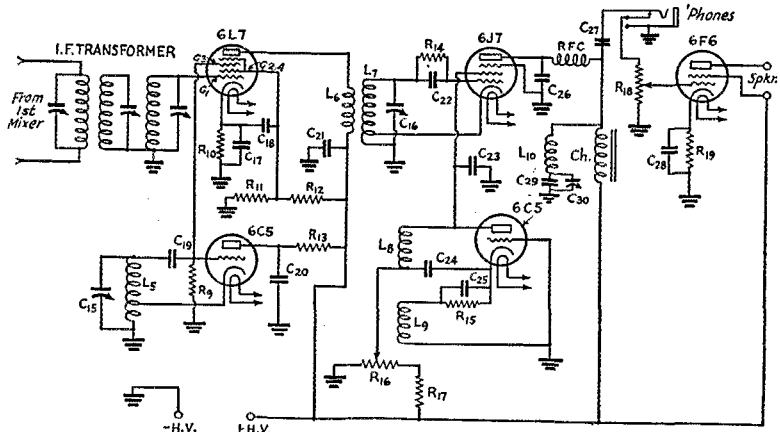 I.F. TRANSFORMER
From
1st
Mixer
6L7
G3
G2,4
G1
R10
C17
C18
R11
R12
C21
L6
L7
C16
R14
C22
6J7
RFC
C26
C27
'Phones
R18
6F6
Spkr
C28
R19
L10
C29
C30
Ch.
C23
6C5
L8
C24
C25
R15
L9
R16
R17
6C5
C19
R13
C20
L5
C15
R9
-H.V.
+H.V.